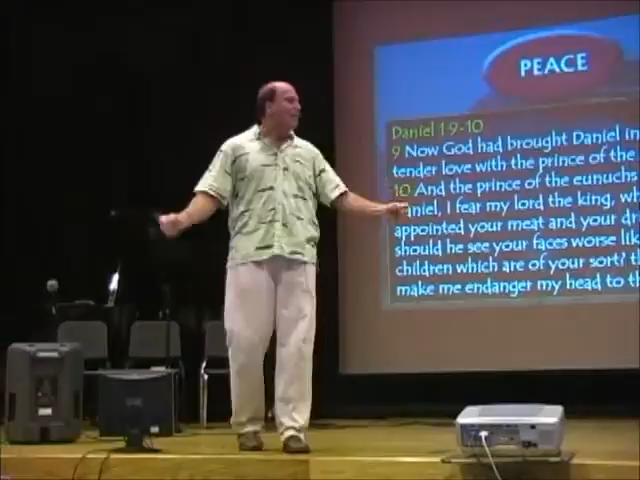 PEACE
Daniel 1 9-10
9 Now God had brought Daniel in
tender love with the prince of the
10 And the prince of the eunuchs
aniel, I fear my lord the king, wh
appointed your meat and your dr
should he see your faces worse lik
children which are of your sort? th
make me endanger my head to th